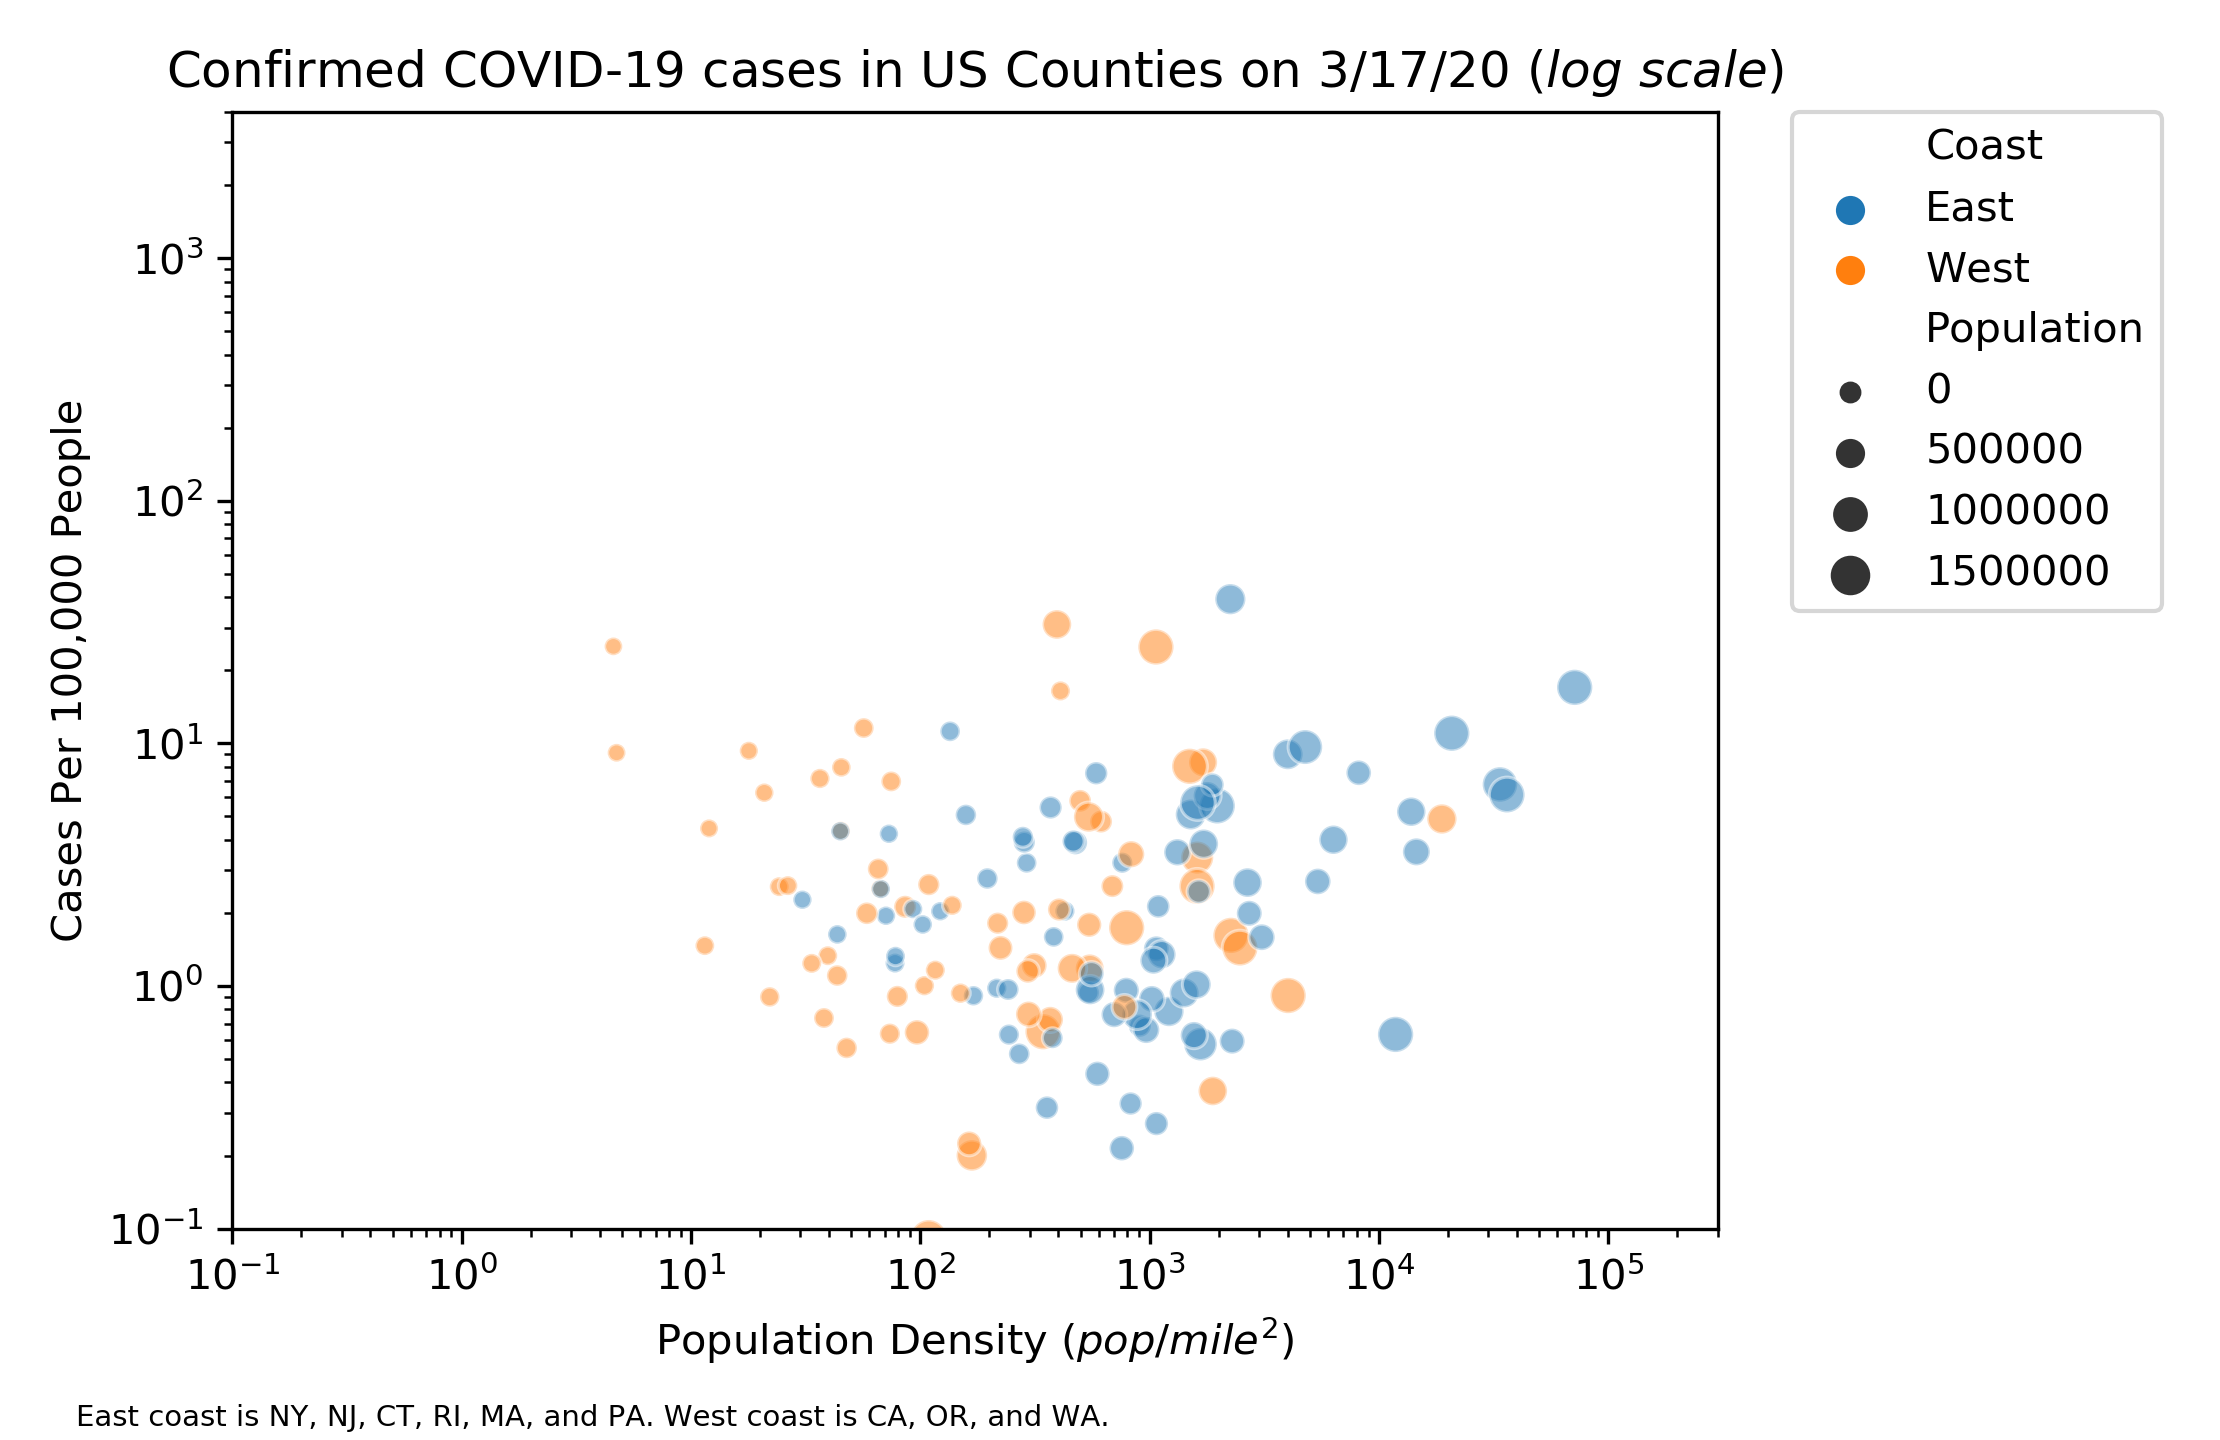 Confirmed COVID-19 cases in US Counties on 3/17/20 (log scale)
Coast
East
West
Population
0
500000
1000000
1500000
Cases Per 100,000 People
10³
10²
10¹
10⁰
10⁻¹
10⁻¹ 10⁰ 10¹ 10² 10³ 10⁴ 10⁵
Population Density (pop/mile²)
East coast is NY, NJ, CT, RI, MA, and PA. West coast is CA, OR, and WA.